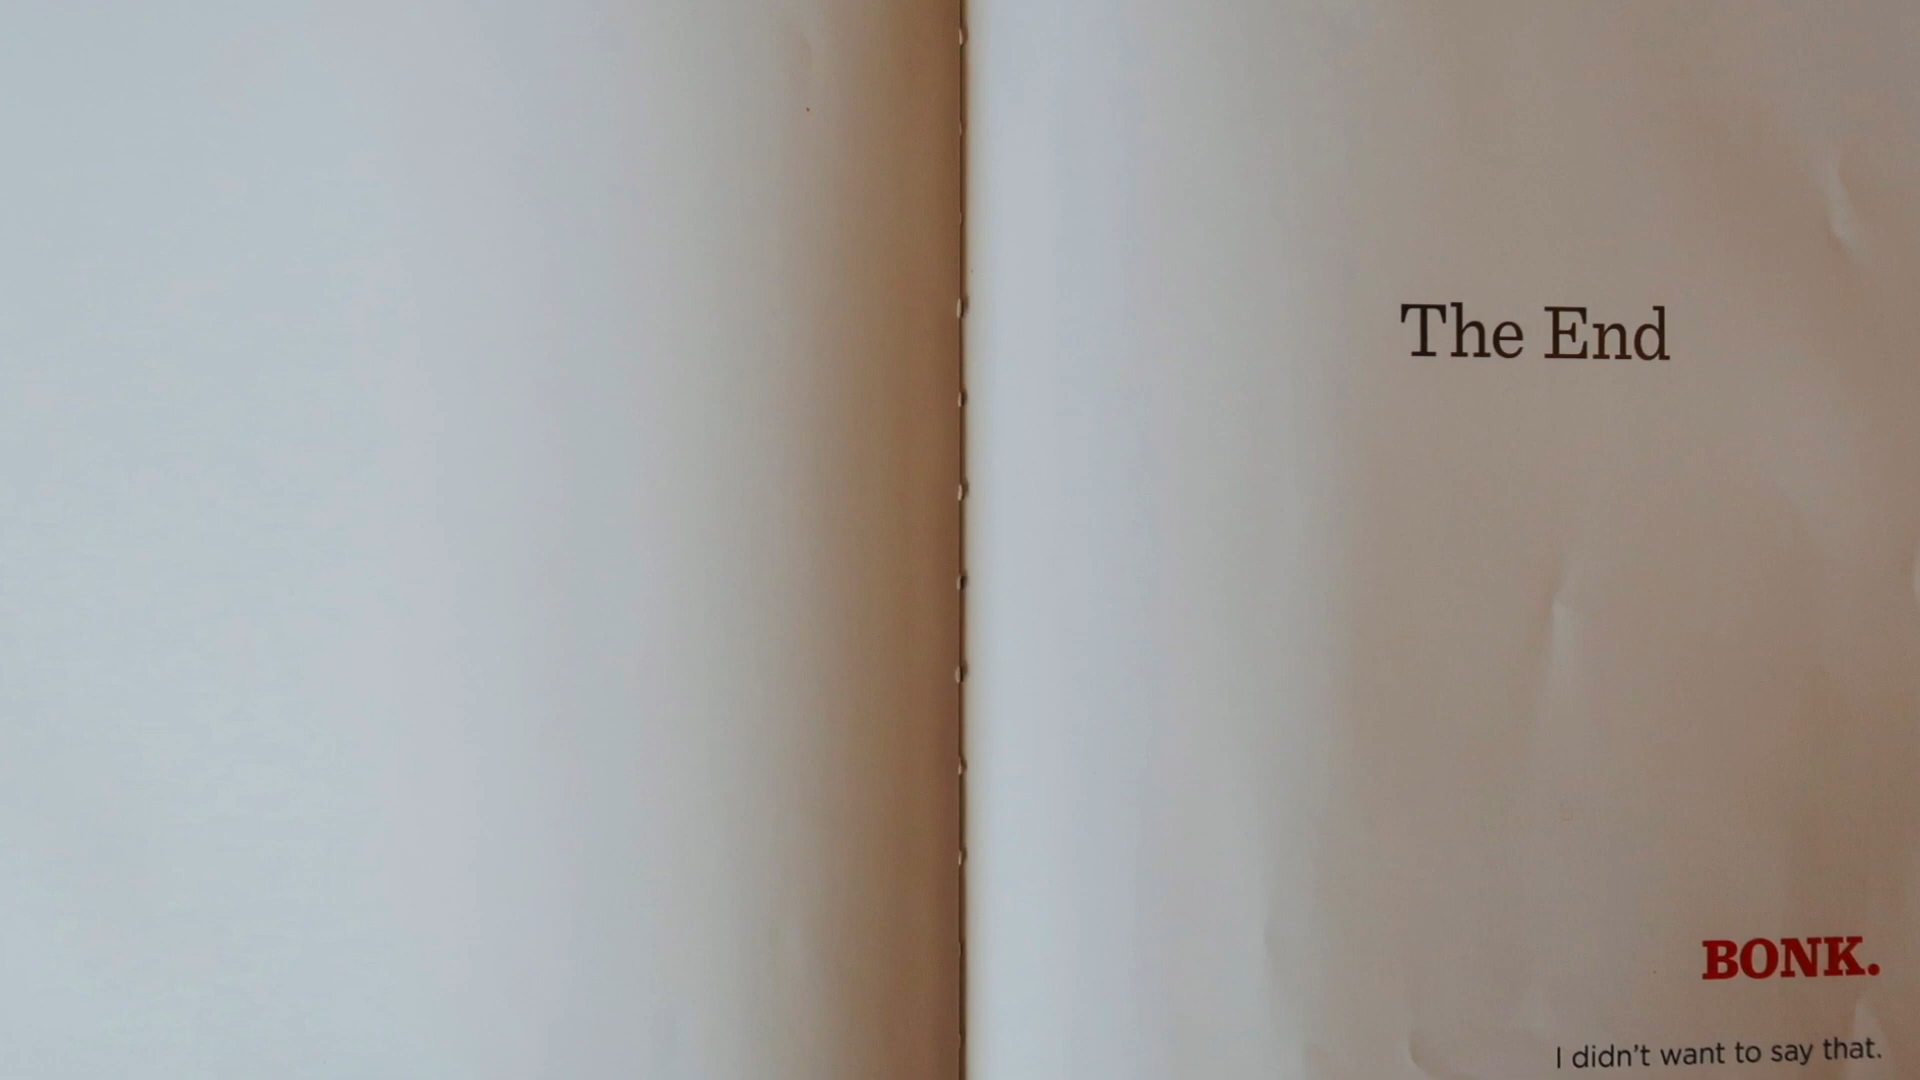 The End
BONK.
I didn't want to say that.